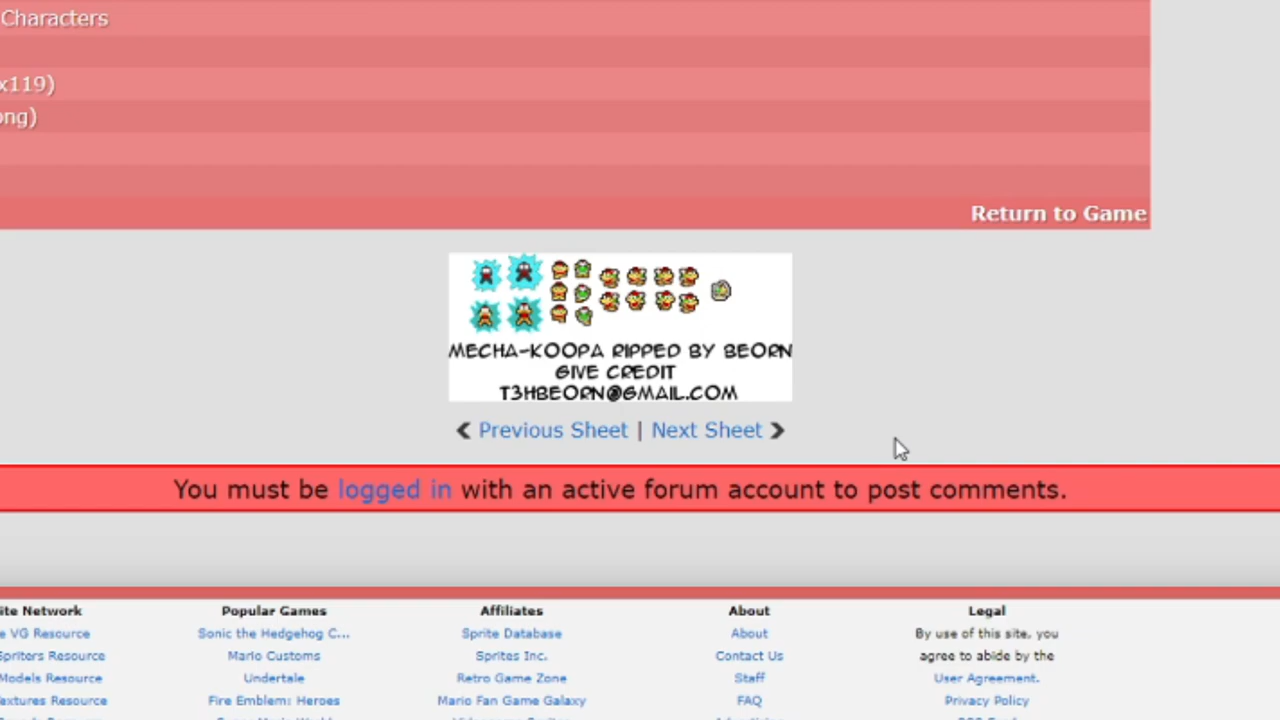 Characters
x119)
ong)
Return to Game
MECHA-KOOPA RIPPED BY BEORN
GIVE CREDIT
T3HBEORN@GMAIL.COM
Previous Sheet | Next Sheet
You must be logged in with an active forum account to post comments.
ite Network
Popular Games
Affiliates
About
Legal
e VG Resource
Sonic the Hedgehog C...
Sprite Database
About
By use of this site, you
Spriters Resource
Mario Customs
Sprites Inc.
Contact Us
agree to abide by the
Models Resource
Undertale
Retro Game Zone
Staff
User Agreement.
extures Resource
Fire Emblem: Heroes
Mario Fan Game Galaxy
FAQ
Privacy Policy